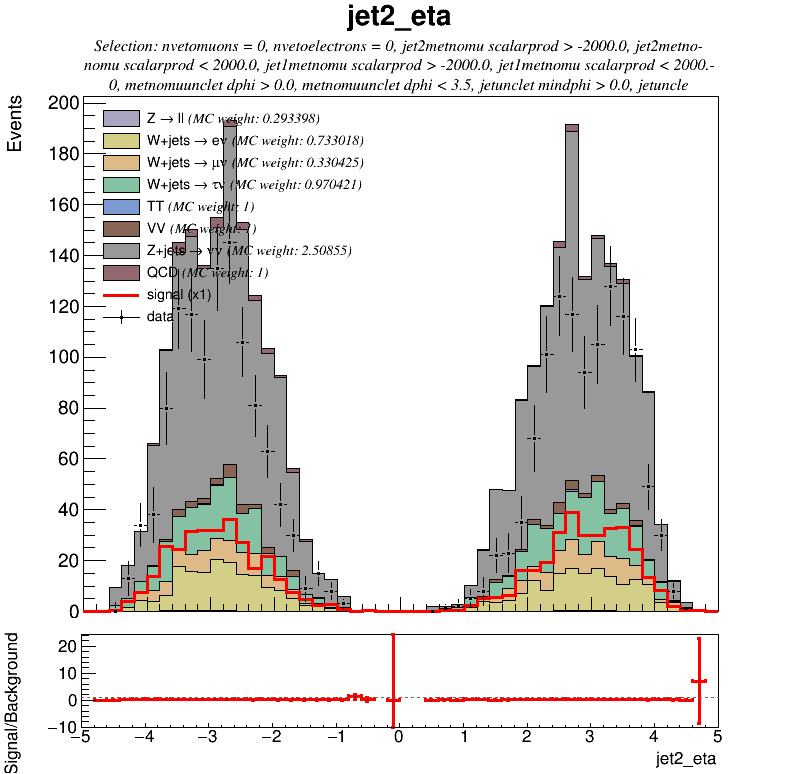 jet2_eta
Selection: nvetomuons = 0, nvetoelectrons = 0, jet2metnomu scalarprod > -2000.0, jet2metno-
nomu scalarprod < 2000.0, jet1metnomu scalarprod > -2000.0, jet1metnomu scalarprod < 2000.-
0, metnomuunclet dphi > 0.0, metnomuunclet dphi < 3.5, jetunclet mindphi > 0.0, jetuncle
Events
200
180
160
140
120
100
80
60
40
20
0
Z → ll (MC weight: 0.293398)
W+jets → eν (MC weight: 0.733018)
W+jets → μν (MC weight: 0.330425)
W+jets → τν (MC weight: 0.970421)
TT (MC weight: 1)
VV (MC weight: 1)
Z+jets → νν (MC weight: 2.50855)
QCD (MC weight: 1)
signal (x1)
data
Signal/Background
20
10
0
−10
−5 −4 −3 −2 −1 0 1 2 3 4 5
jet2_eta